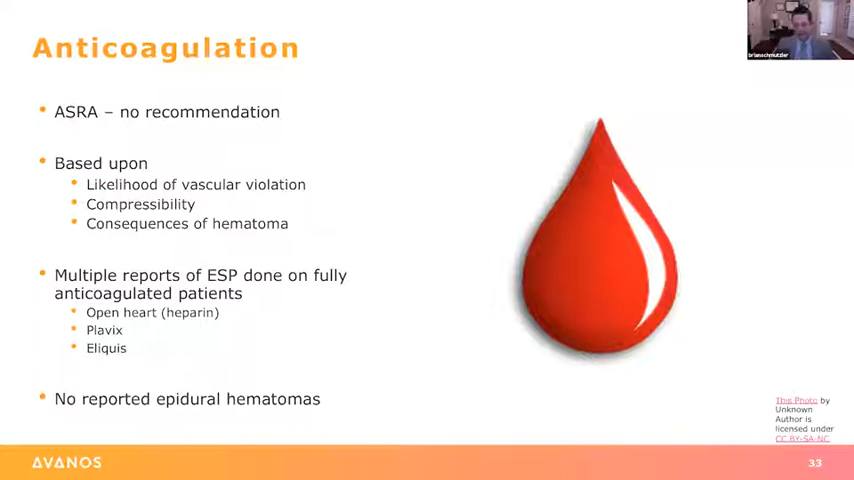 Anticoagulation
brianschmutzler
• ASRA – no recommendation
• Based upon
• Likelihood of vascular violation
• Compressibility
• Consequences of hematoma
• Multiple reports of ESP done on fully
anticoagulated patients
• Open heart (heparin)
• Plavix
• Eliquis
• No reported epidural hematomas
This Photo by
Unknown
Author is
licensed under
CC BY-SA-NC
AVANOS
33